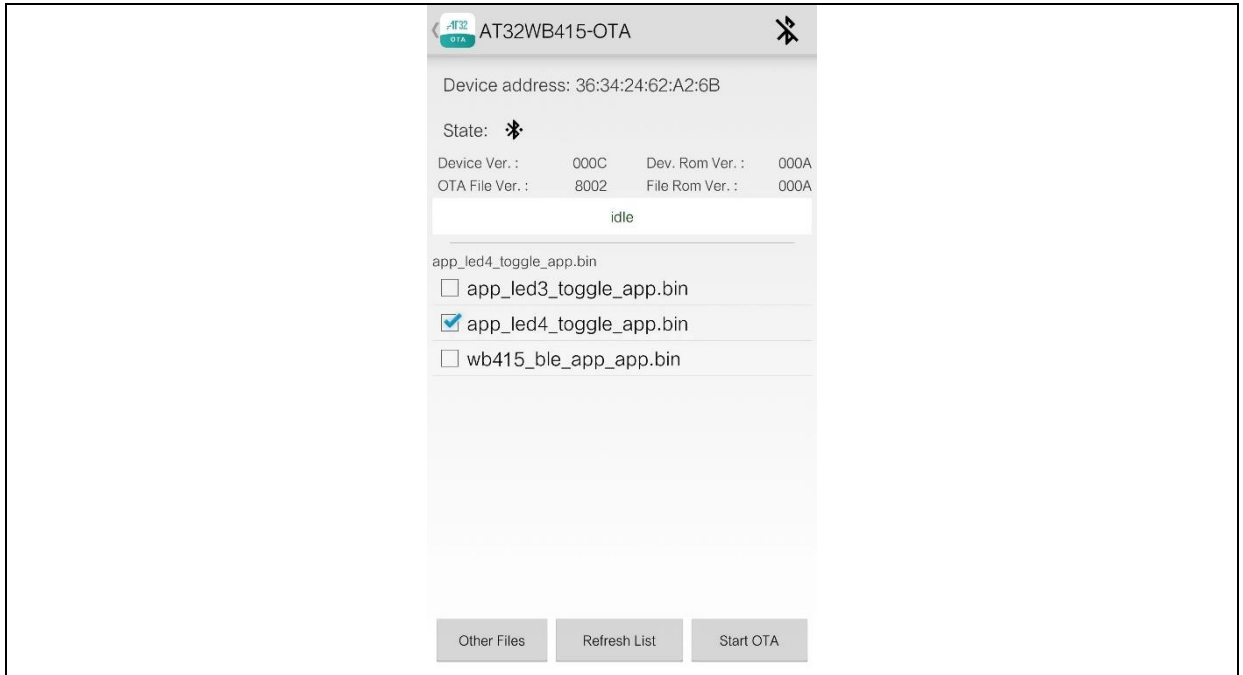 AT32
OTA
AT32WB415-OTA
Device address: 36:34:24:62:A2:6B
State:
Device Ver. : 000C Dev. Rom Ver. : 000A
OTA File Ver. : 8002 File Rom Ver. : 000A
idle
app_led4_toggle_app.bin
app_led3_toggle_app.bin
app_led4_toggle_app.bin
wb415_ble_app_app.bin
Other Files Refresh List Start OTA